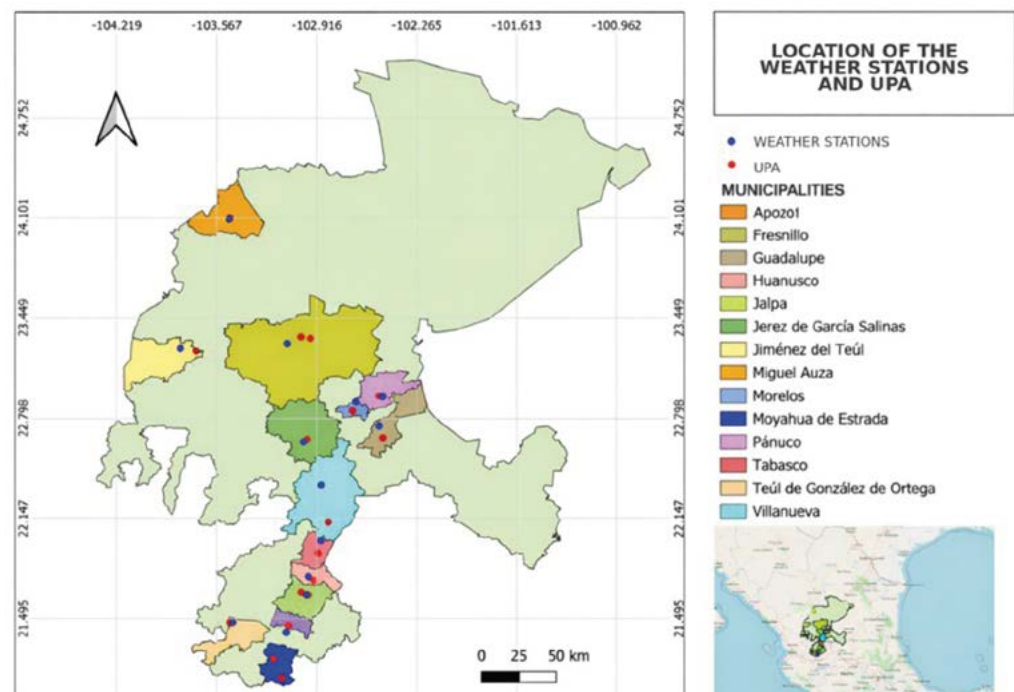 -104.219 -103.567 -102.916 -102.265 -101.613 -100.962
LOCATION OF THE
WEATHER STATIONS
AND UPA
24.752 24.752
WEATHER STATIONS
UPA
MUNICIPALITIES
24.101 24.101
Apozol
Fresnillo
Guadalupe
Huanusco
Jalpa
23.449 23.449
Jerez de García Salinas
Jiménez del Teúl
Miguel Auza
Morelos
22.798 22.798
Moyahua de Estrada
Pánuco
Tabasco
Teúl de González de Ortega
Villanueva
22.147 22.147
21.495 21.495
0 25 50 km